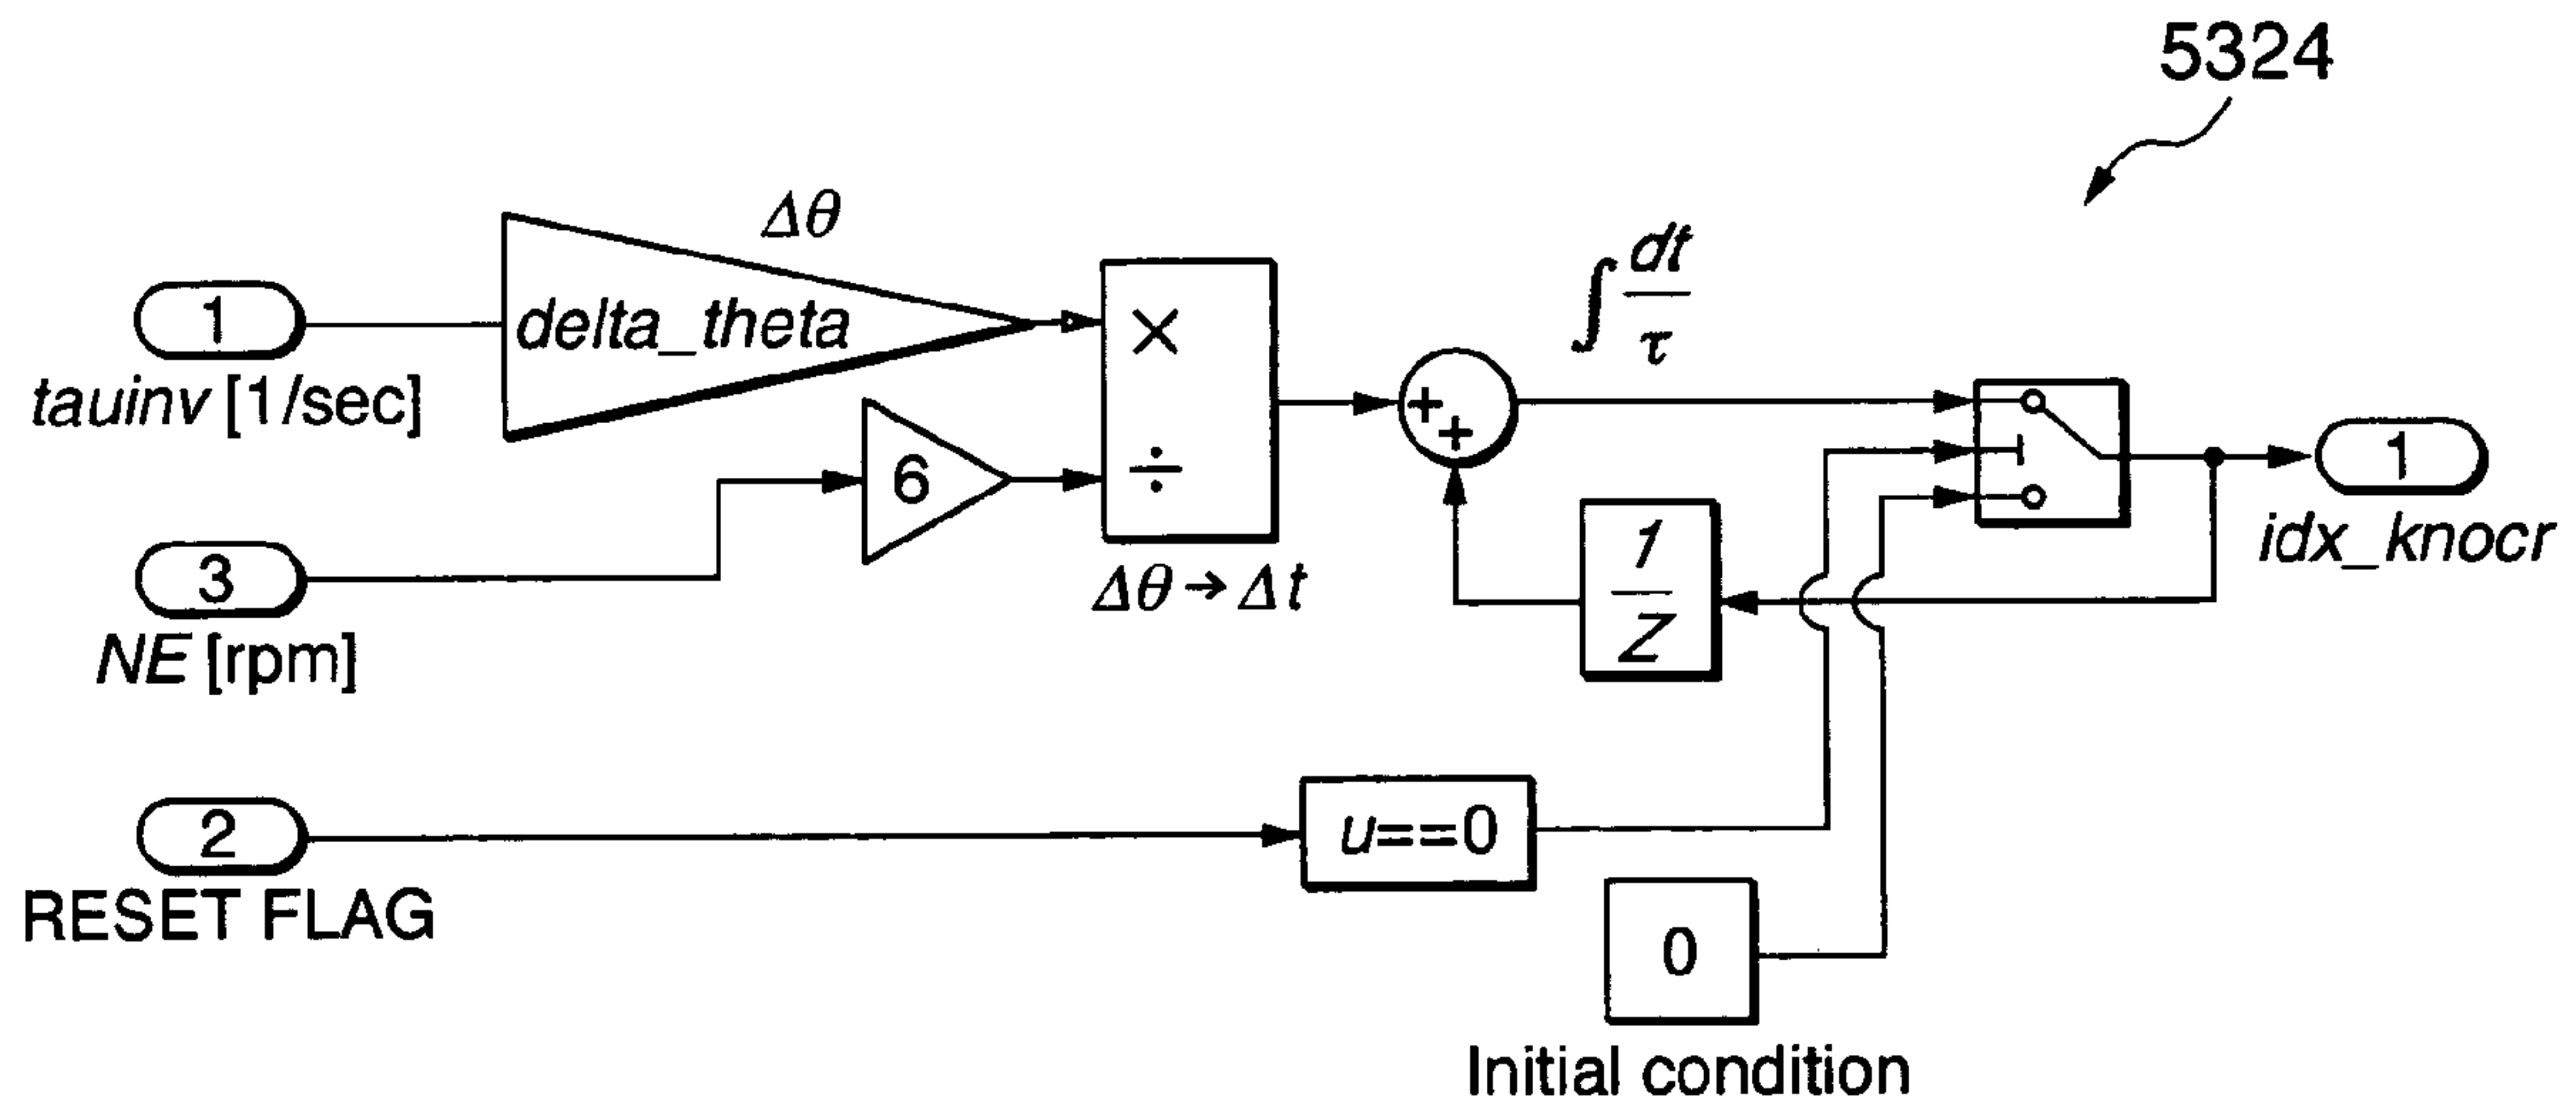 5324
Δθ
∫ dt
τ
1
delta_theta
×
tauinv [1/sec]
+
+
6
÷
1
idx_knocr
1
Z
3
Δθ → Δt
NE [rpm]
2
u==0
RESET FLAG
0
Initial condition